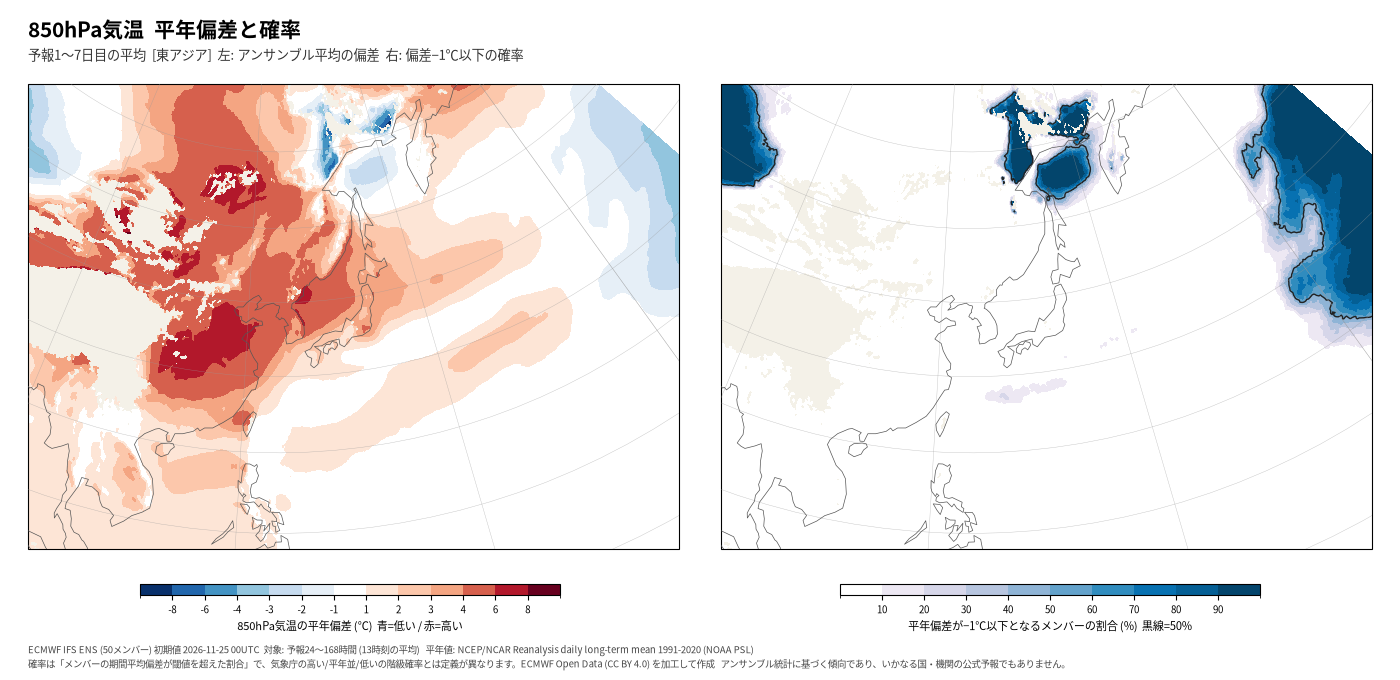 850hPa気温 平年偏差と確率
予報1〜7日目の平均 [東アジア] 左: アンサンブル平均の偏差 右: 偏差−1℃以下の確率
-8 -6 -4 -3 -2 -1 1 2 3 4 6 8
850hPa気温の平年偏差 (℃) 青=低い / 赤=高い
10 20 30 40 50 60 70 80 90
平年偏差が−1℃以下となるメンバーの割合 (%) 黒線=50%
ECMWF IFS ENS (50メンバー) 初期値 2026-11-25 00UTC 対象: 予報24〜168時間 (13時刻の平均) 平年値: NCEP/NCAR Reanalysis daily long-term mean 1991-2020 (NOAA PSL)
確率は「メンバーの期間平均偏差が閾値を超えた割合」で、気象庁の高い/平年並/低いの階級確率とは定義が異なります。ECMWF Open Data (CC BY 4.0) を加工して作成 アンサンブル統計に基づく傾向であり、いかなる国・機関の公式予報でもありません。